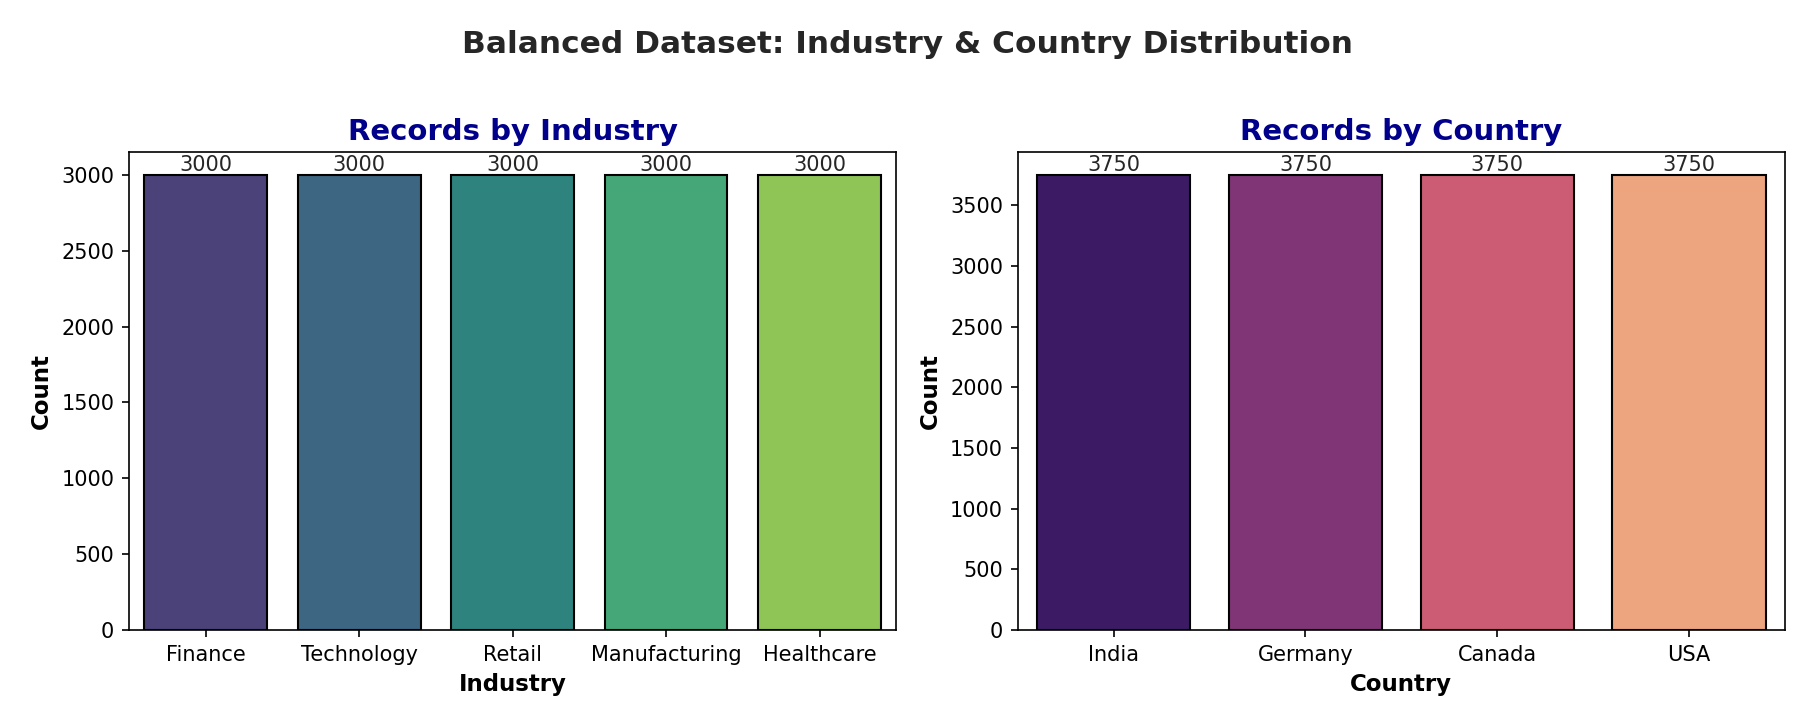 Balanced Dataset: Industry & Country Distribution
Records by Industry
3000 3000 3000 3000 3000
3000
2500
2000
1500
1000
500
0
Count
Finance Technology Retail Manufacturing Healthcare
Industry
Records by Country
3750 3750 3750 3750
3500
3000
2500
2000
1500
1000
500
0
Count
India Germany Canada USA
Country